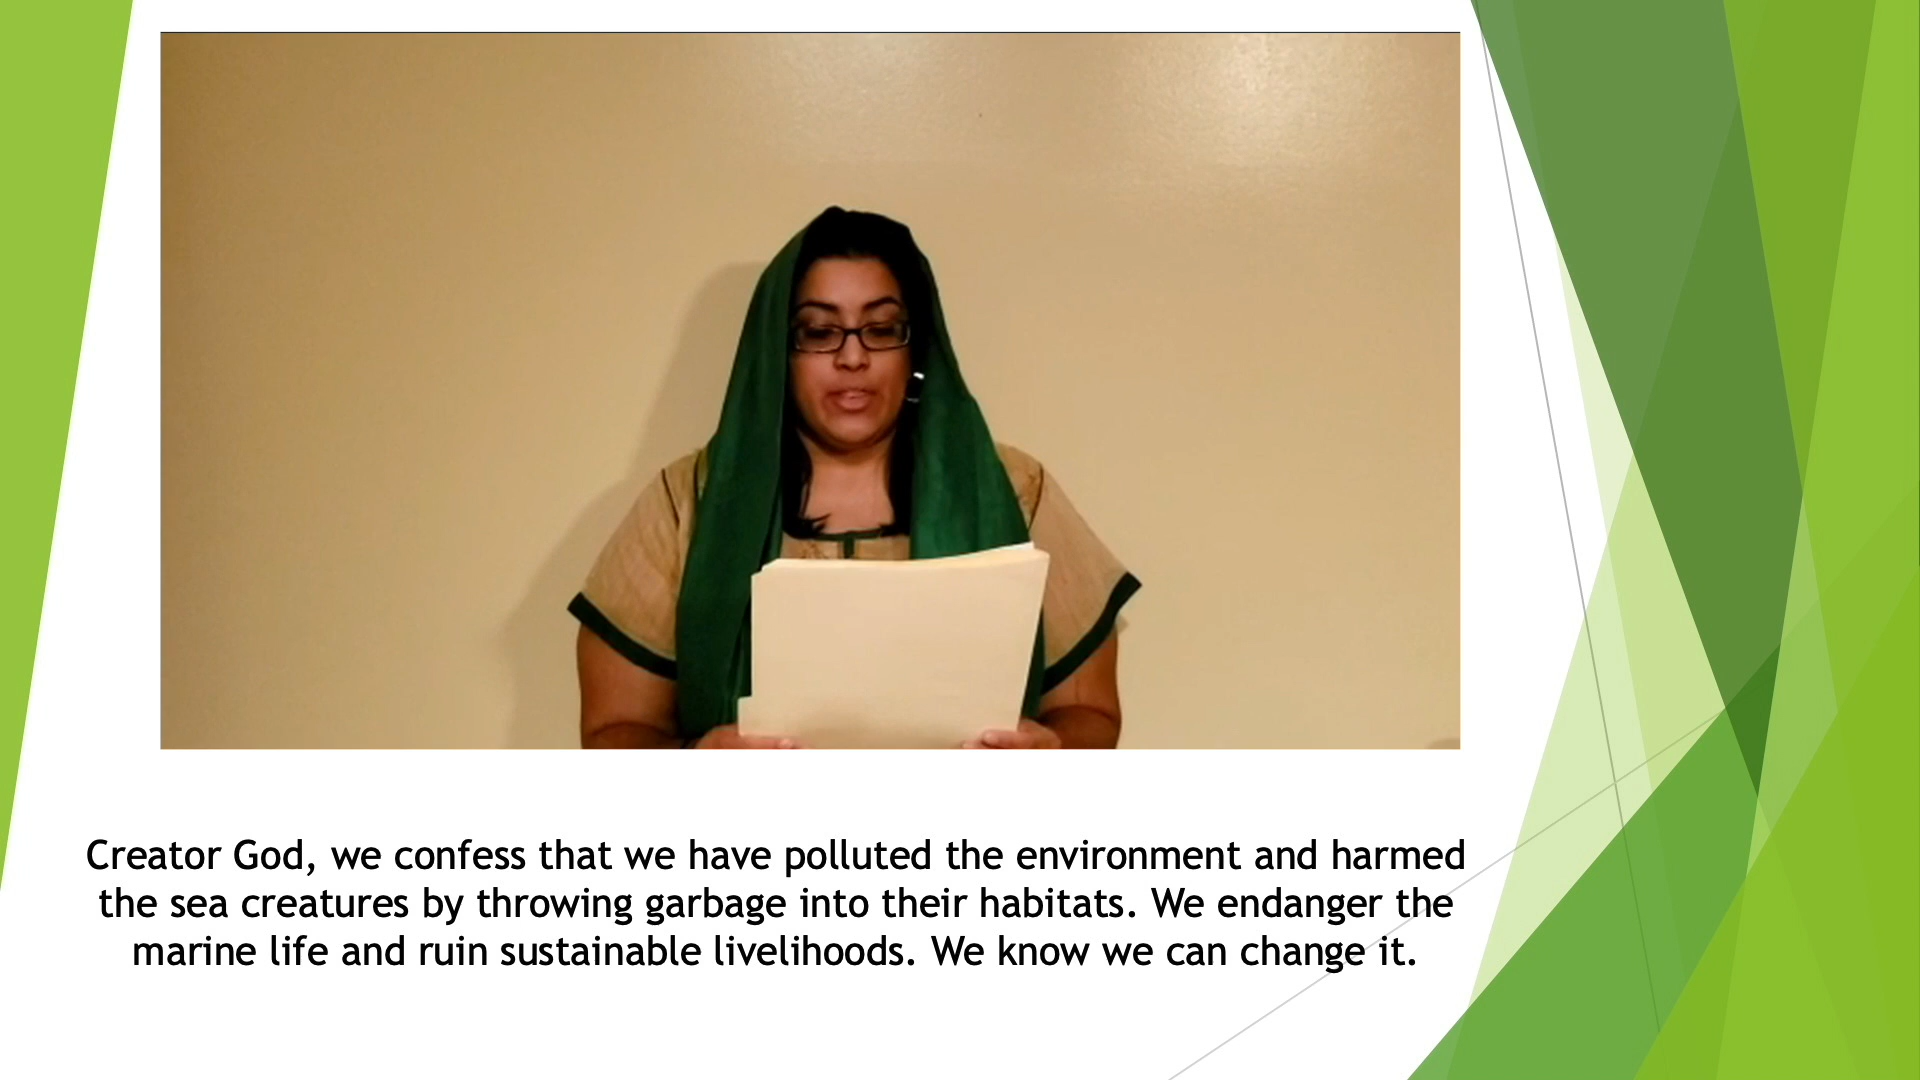 Creator God, we confess that we have polluted the environment and harmed
the sea creatures by throwing garbage into their habitats. We endanger the
marine life and ruin sustainable livelihoods. We know we can change it.